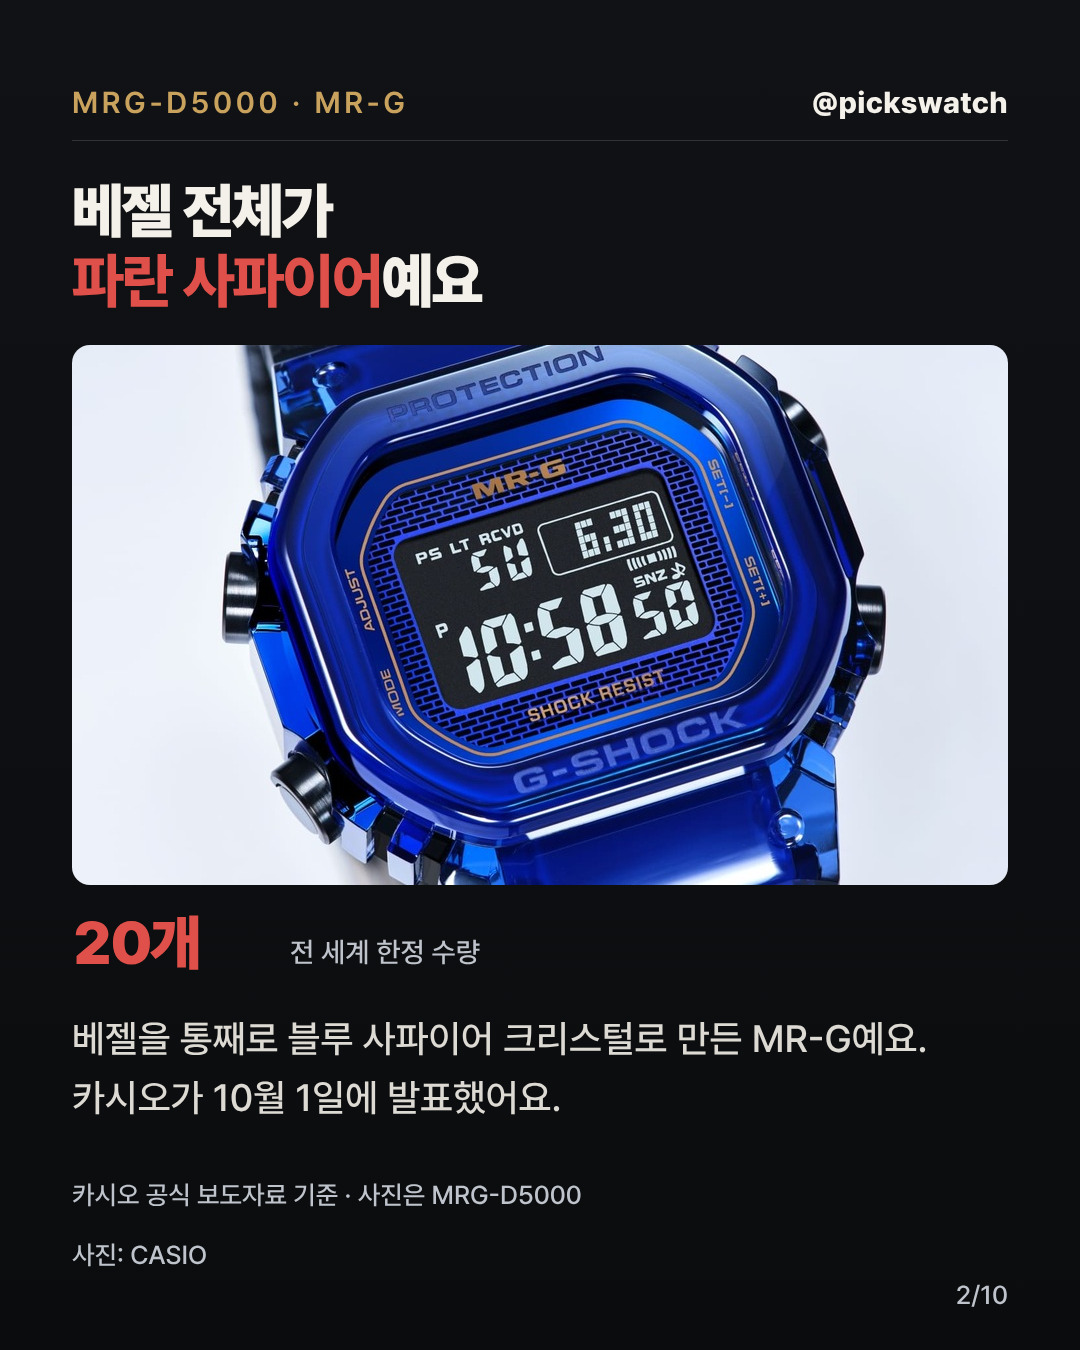 MRG-D5000 · MR-G
@pickswatch
베젤 전체가
파란 사파이어예요
PROTECTION
MR-G
PS LT RCVD
SU 6.30
SNZ
P 10:58 50
ADJUST
MODE
SET[-]
SET[+]
SHOCK RESIST
G-SHOCK
20개 전 세계 한정 수량
베젤을 통째로 블루 사파이어 크리스털로 만든 MR-G예요.
카시오가 10월 1일에 발표했어요.
카시오 공식 보도자료 기준 · 사진은 MRG-D5000
사진: CASIO
2/10